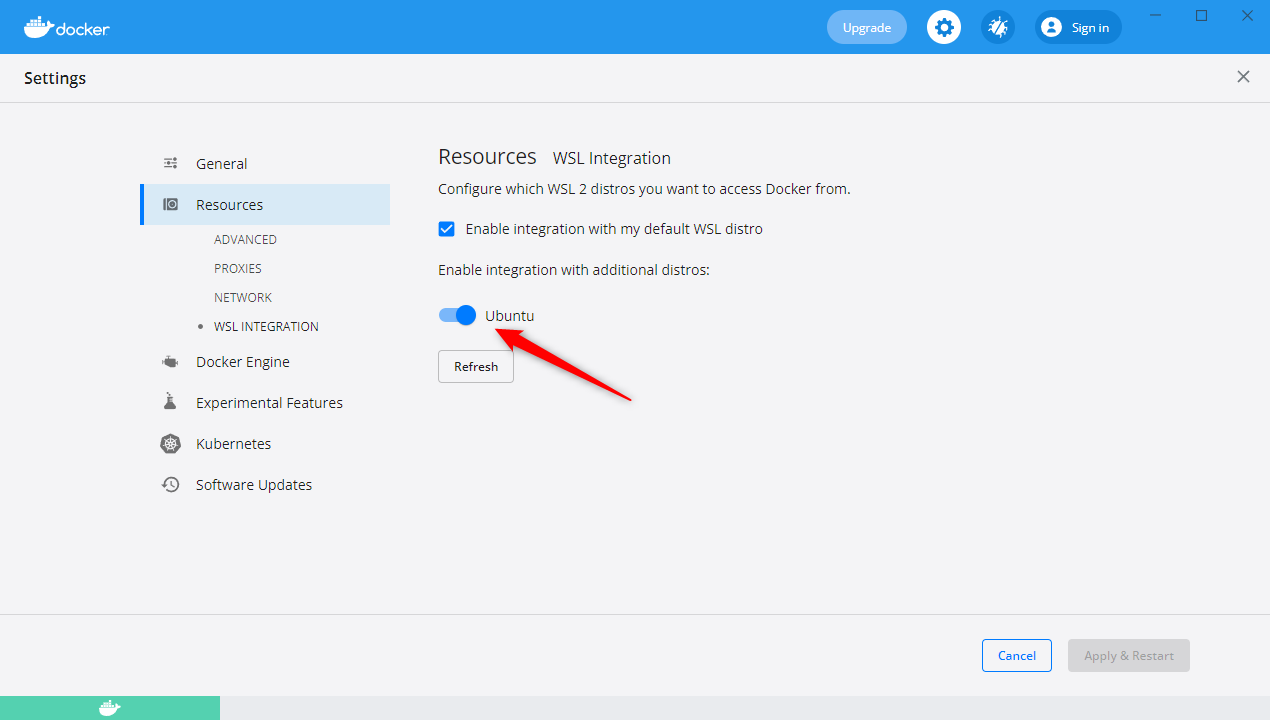 docker
Upgrade
Sign in
Settings
General
Resources
ADVANCED
PROXIES
NETWORK
WSL INTEGRATION
Docker Engine
Experimental Features
Kubernetes
Software Updates
Resources WSL Integration
Configure which WSL 2 distros you want to access Docker from.
Enable integration with my default WSL distro
Enable integration with additional distros:
Ubuntu
Refresh
Cancel
Apply & Restart